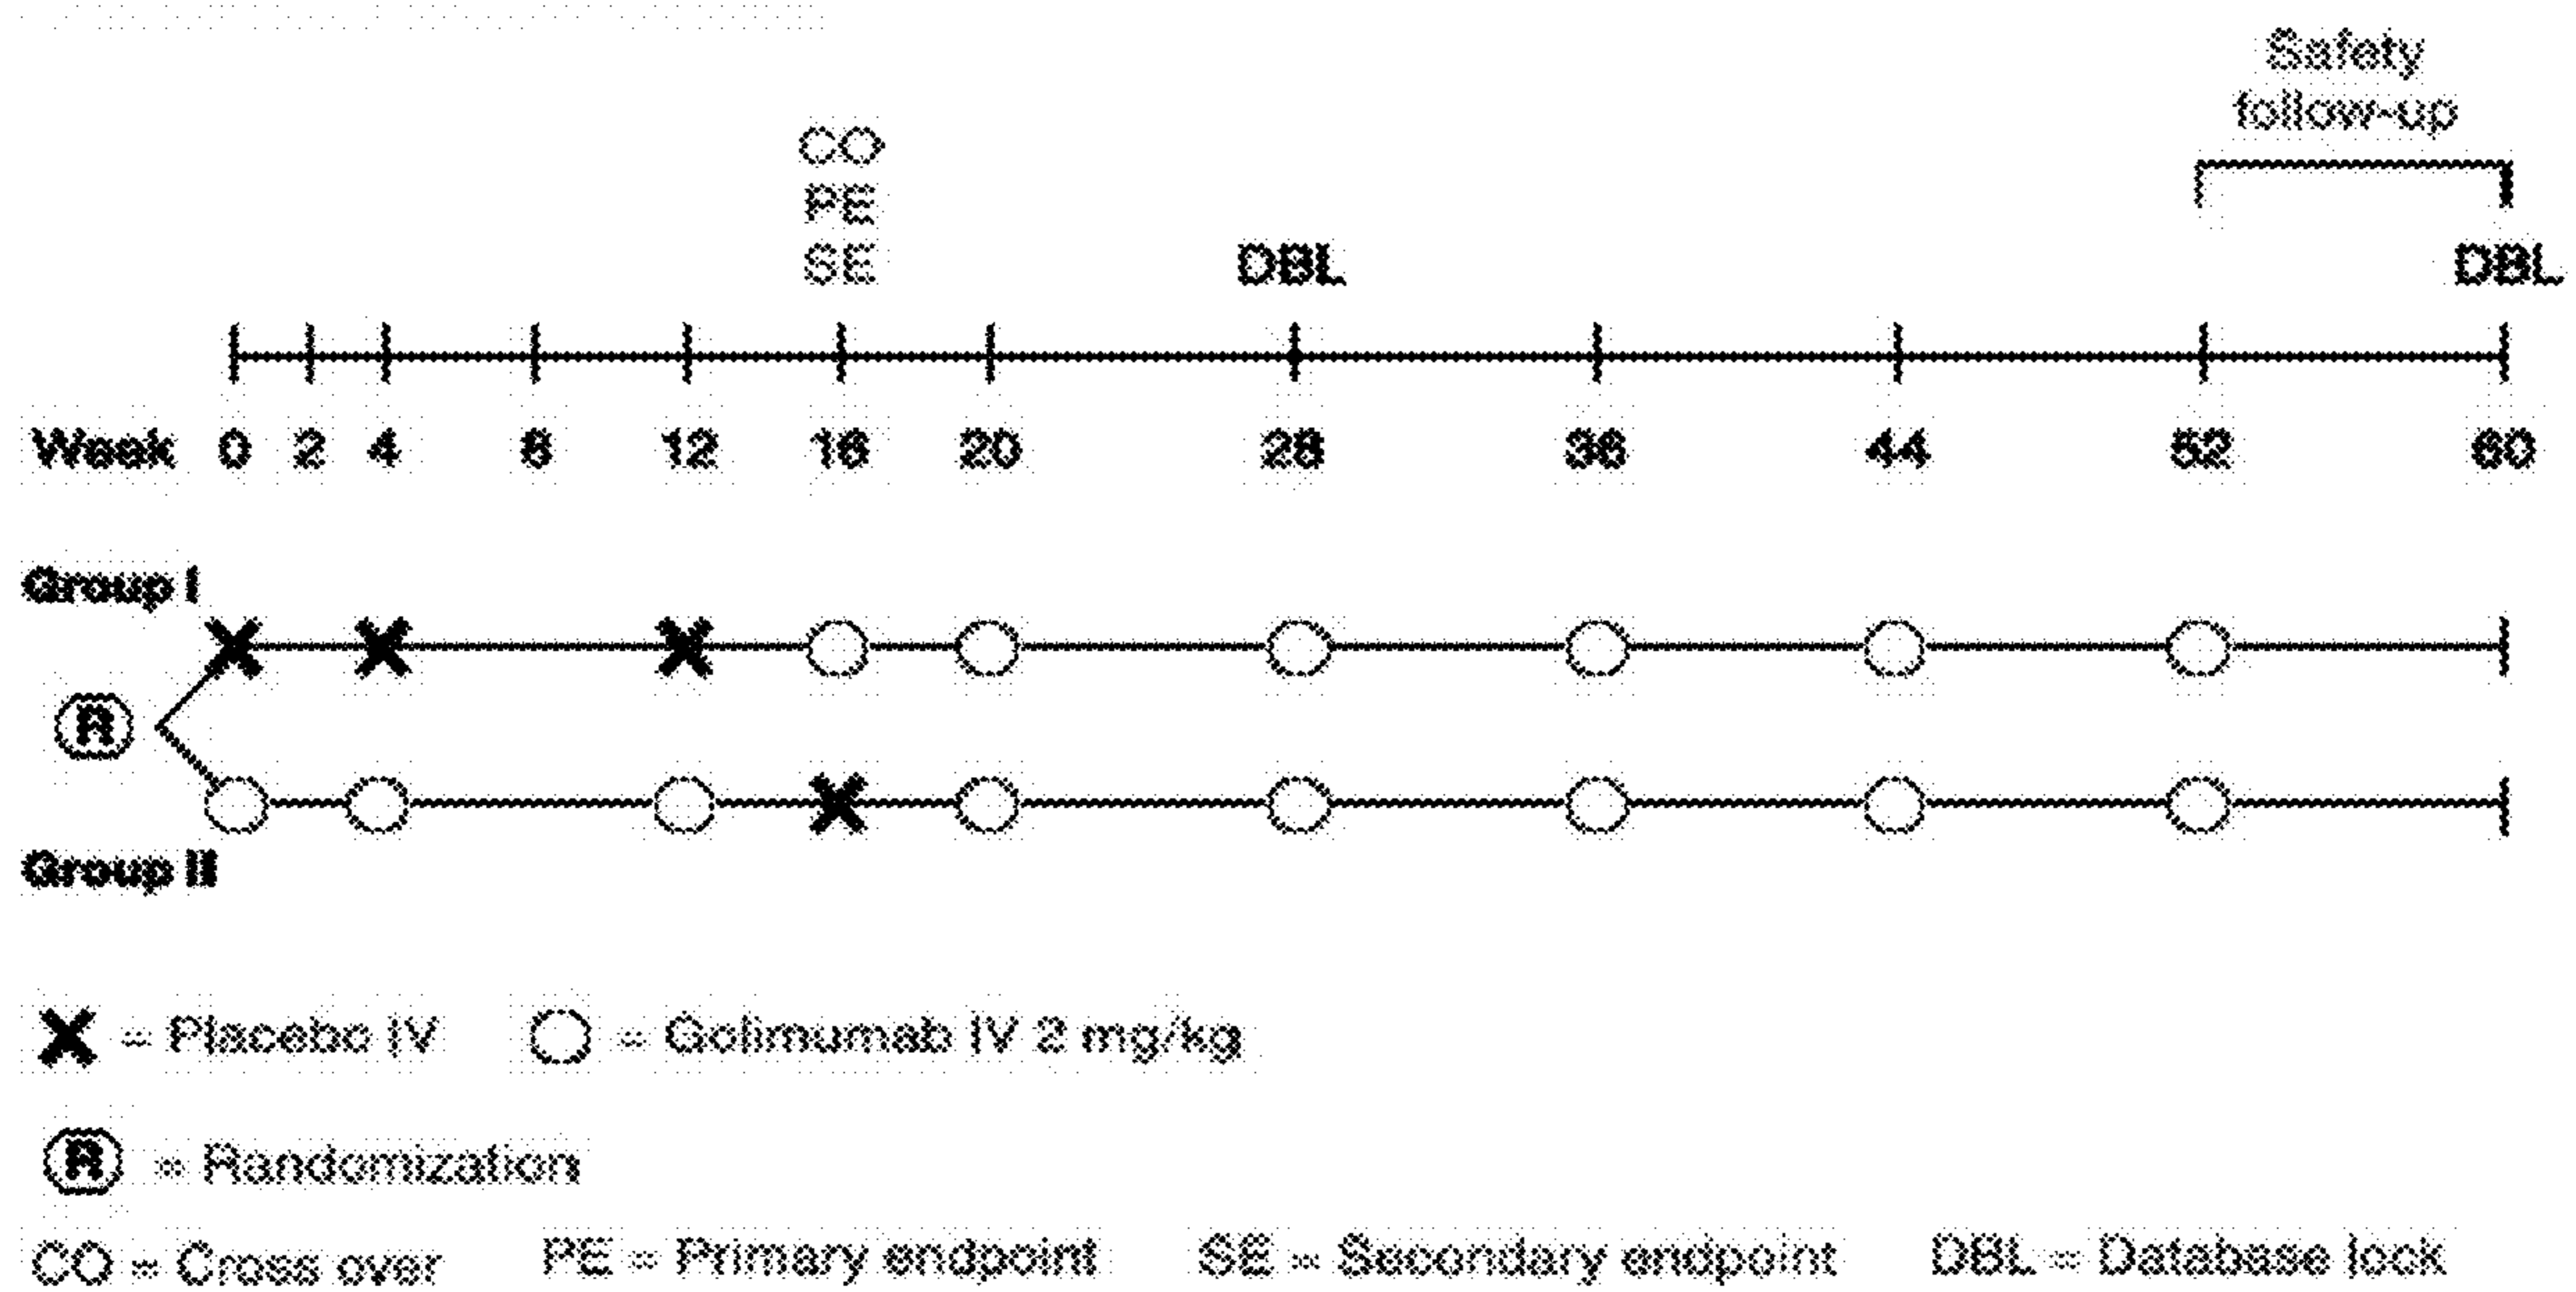 Safety
follow-up
CO
PE
SE
DBL
DBL
Week 0 2 4 8 12 16 20 28 36 44 52 60
Group I
R
Group II
= Placebo IV = Golimumab IV 2 mg/kg
R = Randomization
CO = Cross over PE = Primary endpoint SE = Secondary endpoint DBL = Database lock